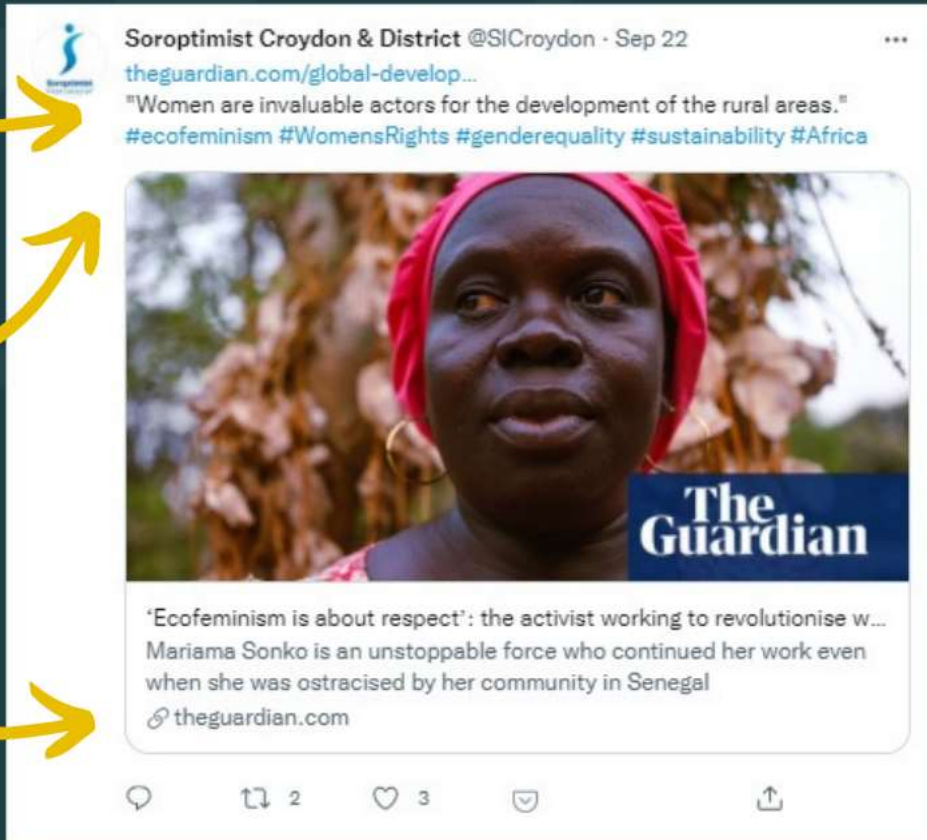 Soroptimist Croydon & District @SICroydon · Sep 22
theguardian.com/global-develop...
"Women are invaluable actors for the development of the rural areas."
#ecofeminism #WomensRights #genderequality #sustainability #Africa
The
Guardian
‘Ecofeminism is about respect’: the activist working to revolutionise w...
Mariama Sonko is an unstoppable force who continued her work even
when she was ostracised by her community in Senegal
theguardian.com
2 3